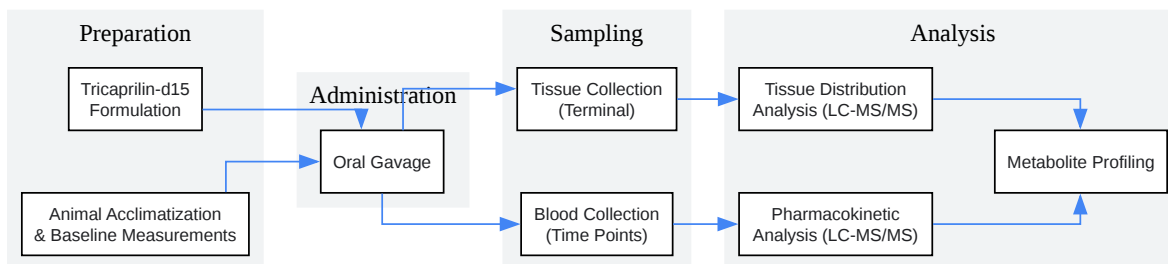 Preparation
Tricaprilin-d15
Formulation
Animal Acclimatization
& Baseline Measurements
Administration
Oral Gavage
Sampling
Tissue Collection
(Terminal)
Blood Collection
(Time Points)
Analysis
Tissue Distribution
Analysis (LC-MS/MS)
Pharmacokinetic
Analysis (LC-MS/MS)
Metabolite Profiling